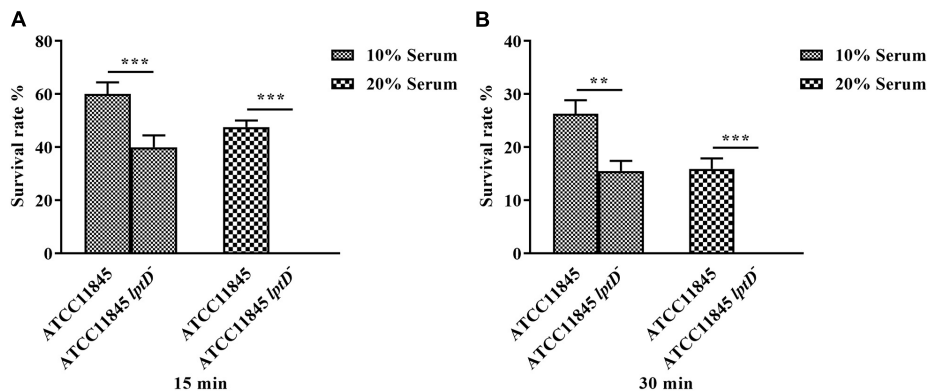 A
Survival rate %
80
60
40
20
0
***
***
10% Serum
20% Serum
ATCC11845
ATCC11845 lptD-
ATCC11845
ATCC11845 lptD-
15 min
B
Survival rate %
40
30
20
10
0
**
***
10% Serum
20% Serum
ATCC11845
ATCC11845 lptD-
ATCC11845
ATCC11845 lptD-
30 min